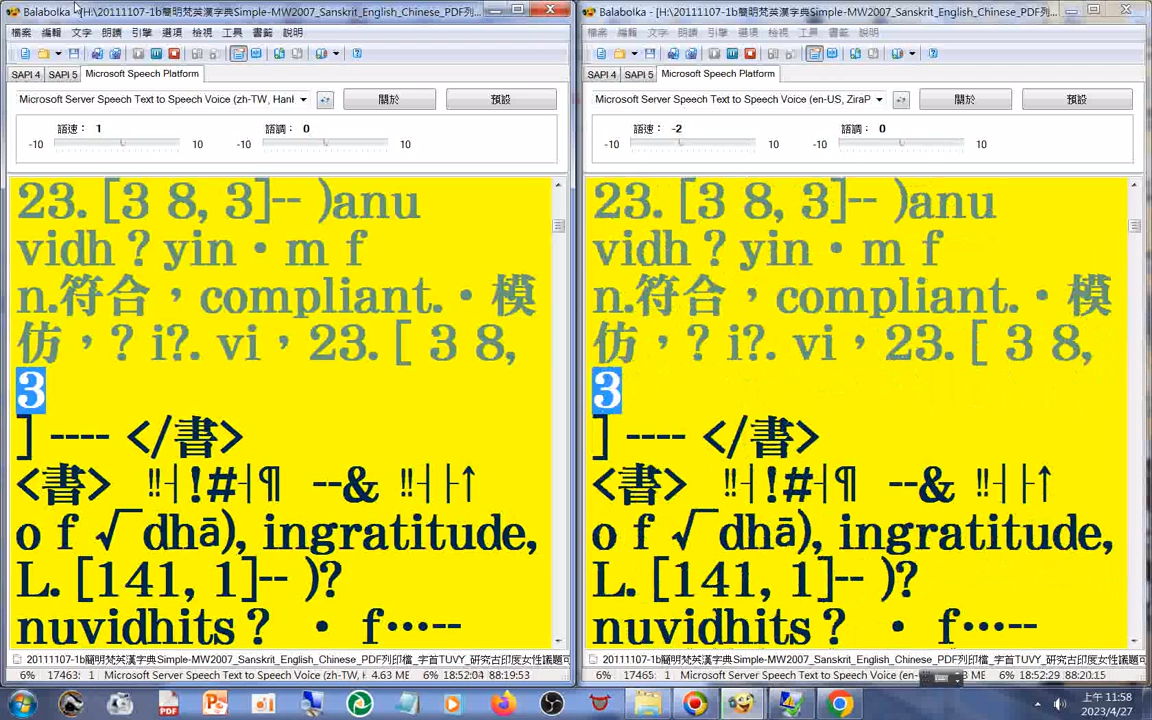 Balabolka - [H:\20111107-1b簡明梵英漢字典Simple-MW2007_Sanskrit_English_Chinese_PDF列...
檔案 編輯 文字 朗讀 引擎 選項 檢視 工具 書籤 說明
SAPI 4 SAPI 5 Microsoft Speech Platform
Microsoft Server Speech Text to Speech Voice (zh-TW, Hanl 關於 預設
語速: 1 語調: 0
-10 10 -10 10
23. [3 8, 3]-- )anu
vidh ? yin · m f
n.符合，compliant.·模
仿，? i?. vi，23. [ 3 8,
3
] ---- </書>
<書> ‼┤!#┤¶ --& ‼┤├↑
o f √dhā), ingratitude,
L. [141, 1]-- )?
nuvidhits ? · f…--
20111107-1b簡明梵英漢字典Simple-MW2007_Sanskrit_English_Chinese_PDF列印檔_字首TUVY_研究古印度女性議題可
6% 17463: 1 Microsoft Server Speech Text to Speech Voice (zh-TW, H 4.63 ME 6% 18:52:04 88:19:53
Balabolka - [H:\20111107-1b簡明梵英漢字典Simple-MW2007_Sanskrit_English_Chinese_PDF列...
檔案 編輯 文字 朗讀 引擎 選項 檢視 工具 書籤 說明
SAPI 4 SAPI 5 Microsoft Speech Platform
Microsoft Server Speech Text to Speech Voice (en-US, ZiraP 關於 預設
語速: -2 語調: 0
-10 10 -10 10
23. [3 8, 3]-- )anu
vidh ? yin · m f
n.符合，compliant.·模
仿，? i?. vi，23. [ 3 8,
3
] ---- </書>
<書> ‼┤!#┤¶ --& ‼┤├↑
o f √dhā), ingratitude,
L. [141, 1]-- )?
nuvidhits ? · f…--
20111107-1b簡明梵英漢字典Simple-MW2007_Sanskrit_English_Chinese_PDF列印檔_字首TUVY_研究古印度女性議題可
6% 17465: 1 Microsoft Server Speech Text to Speech Voice 6% 18:52:29 88:20:15
上午 11:58
2023/4/27